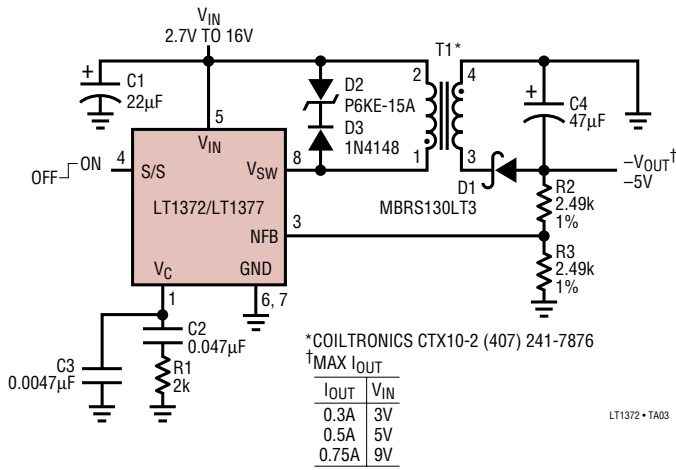 V_IN
2.7V TO 16V
T1*
+
C1
22µF
D2
P6KE-15A
D3
1N4148
2
4
1
3
+
C4
47µF
5
V_IN
4
ON
OFF
S/S
V_SW
8
LT1372/LT1377
D1
MBRS130LT3
–V_OUT†
–5V
R2
2.49k
1%
3
NFB
R3
2.49k
1%
V_C
GND
1
6, 7
C2
0.047µF
C3
0.0047µF
R1
2k
*COILTRONICS CTX10-2 (407) 241-7876
†MAX I_OUT
I_OUT V_IN
0.3A 3V
0.5A 5V
0.75A 9V
LT1372 • TA03